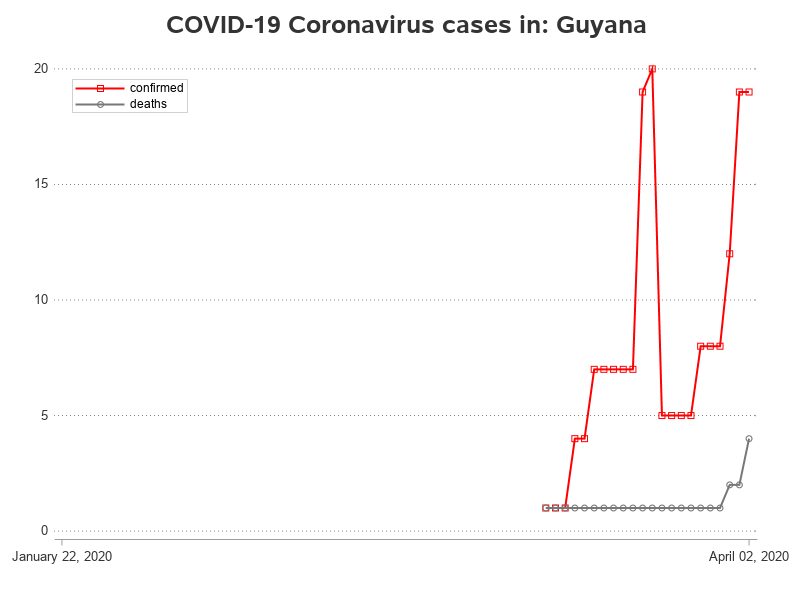 COVID-19 Coronavirus cases in: Guyana
20
confirmed
deaths
15
10
5
0
January 22, 2020
April 02, 2020